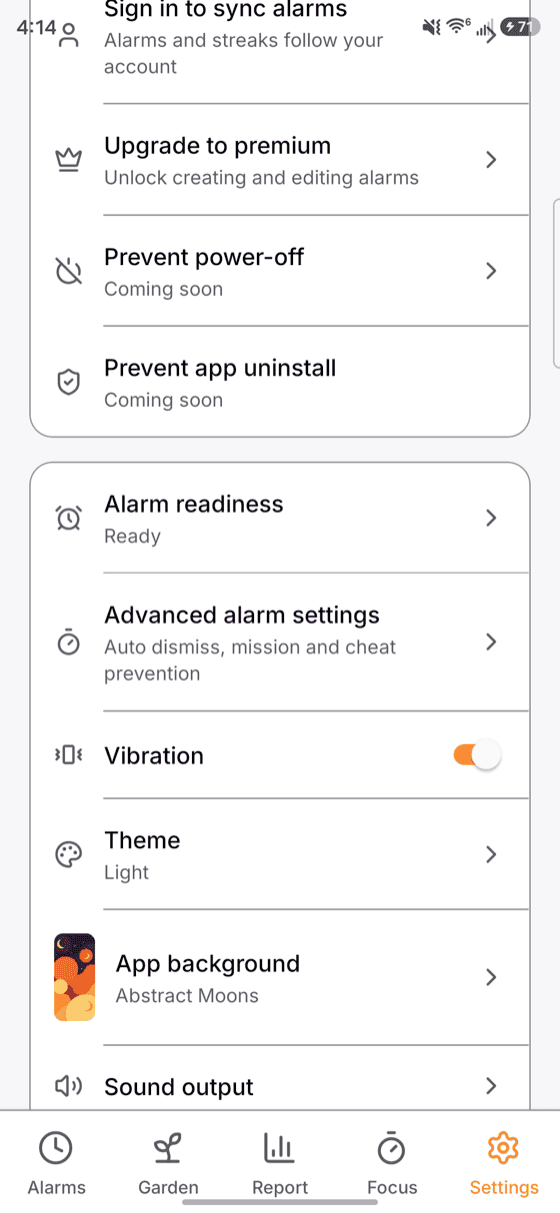 Sign in to sync alarms
4:14
6
71
Alarms and streaks follow your
account
Upgrade to premium
Unlock creating and editing alarms
Prevent power-off
Coming soon
Prevent app uninstall
Coming soon
Alarm readiness
Ready
Advanced alarm settings
Auto dismiss, mission and cheat
prevention
Vibration
Theme
Light
App background
Abstract Moons
Sound output
Alarms
Garden
Report
Focus
Settings